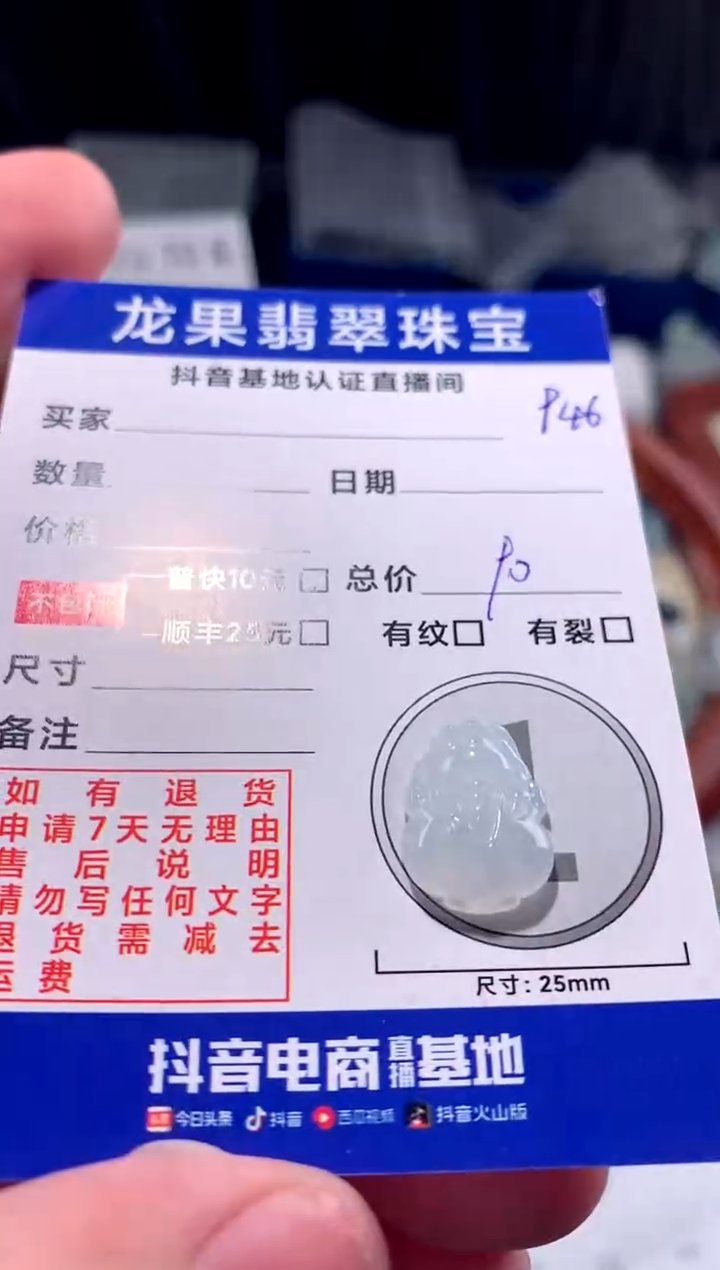 龙果翡翠珠宝
抖音基地认证直播间
买家
P46
数量
日期
价格
普快10元
总价
顺丰25元
有纹
有裂
尺寸
备注
如有退货
申请7天无理由
售后说明
请勿写任何文字
退货需减去
运费
尺寸:25mm
抖音电商直播基地
今日头条 抖音 西瓜视频 抖音火山版